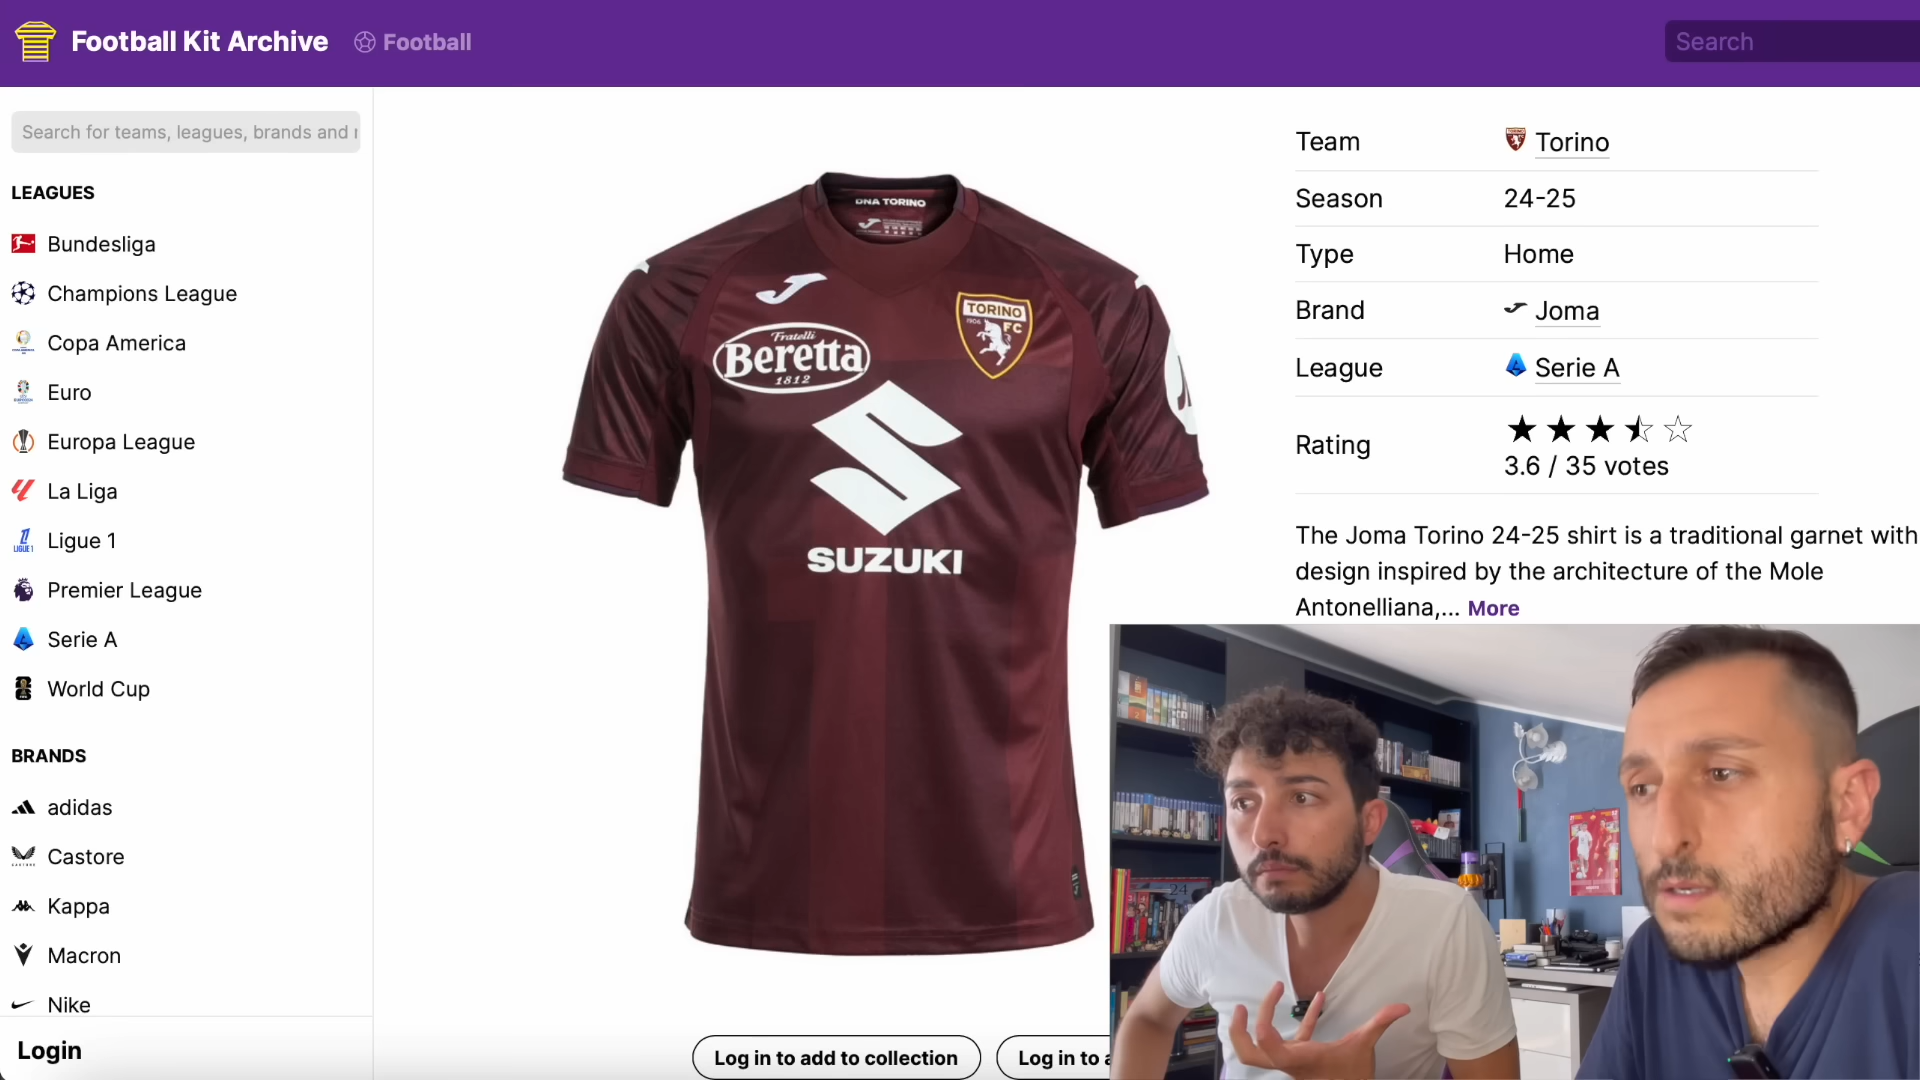 Football Kit Archive
Football
Search
Search for teams, leagues, brands and
LEAGUES
Bundesliga
Champions League
Copa America
Euro
Europa League
La Liga
Ligue 1
Premier League
Serie A
World Cup
BRANDS
adidas
Castore
Kappa
Macron
Nike
Login
DNA TORINO
TORINO
1906
FC
Fratelli
Beretta
1812
SUZUKI
Log in to add to collection
Log in to
Team Torino
Season 24-25
Type Home
Brand Joma
League Serie A
Rating
3.6 / 35 votes
The Joma Torino 24-25 shirt is a traditional garnet with
design inspired by the architecture of the Mole
Antonelliana,... More
24